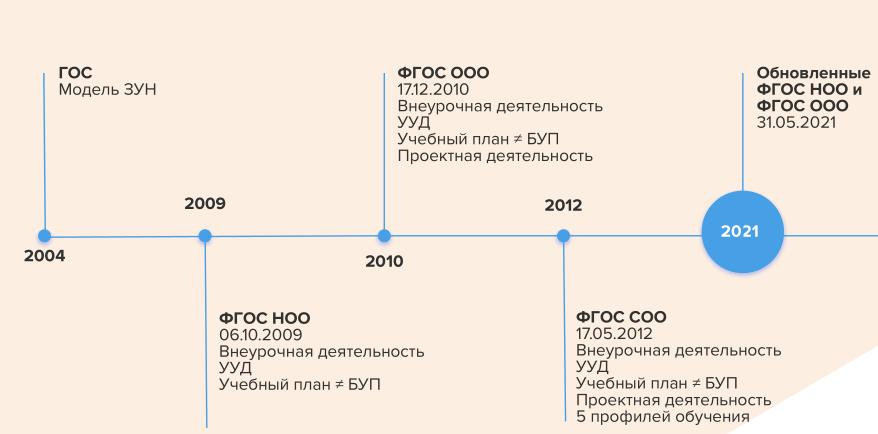 ГОС
Модель ЗУН
2004
2009
ФГОС НОО
06.10.2009
Внеурочная деятельность
УУД
Учебный план ≠ БУП
ФГОС ООО
17.12.2010
Внеурочная деятельность
УУД
Учебный план ≠ БУП
Проектная деятельность
2010
2012
ФГОС СОО
17.05.2012
Внеурочная деятельность
УУД
Учебный план ≠ БУП
Проектная деятельность
5 профилей обучения
Обновленные
ФГОС НОО и
ФГОС ООО
31.05.2021
2021